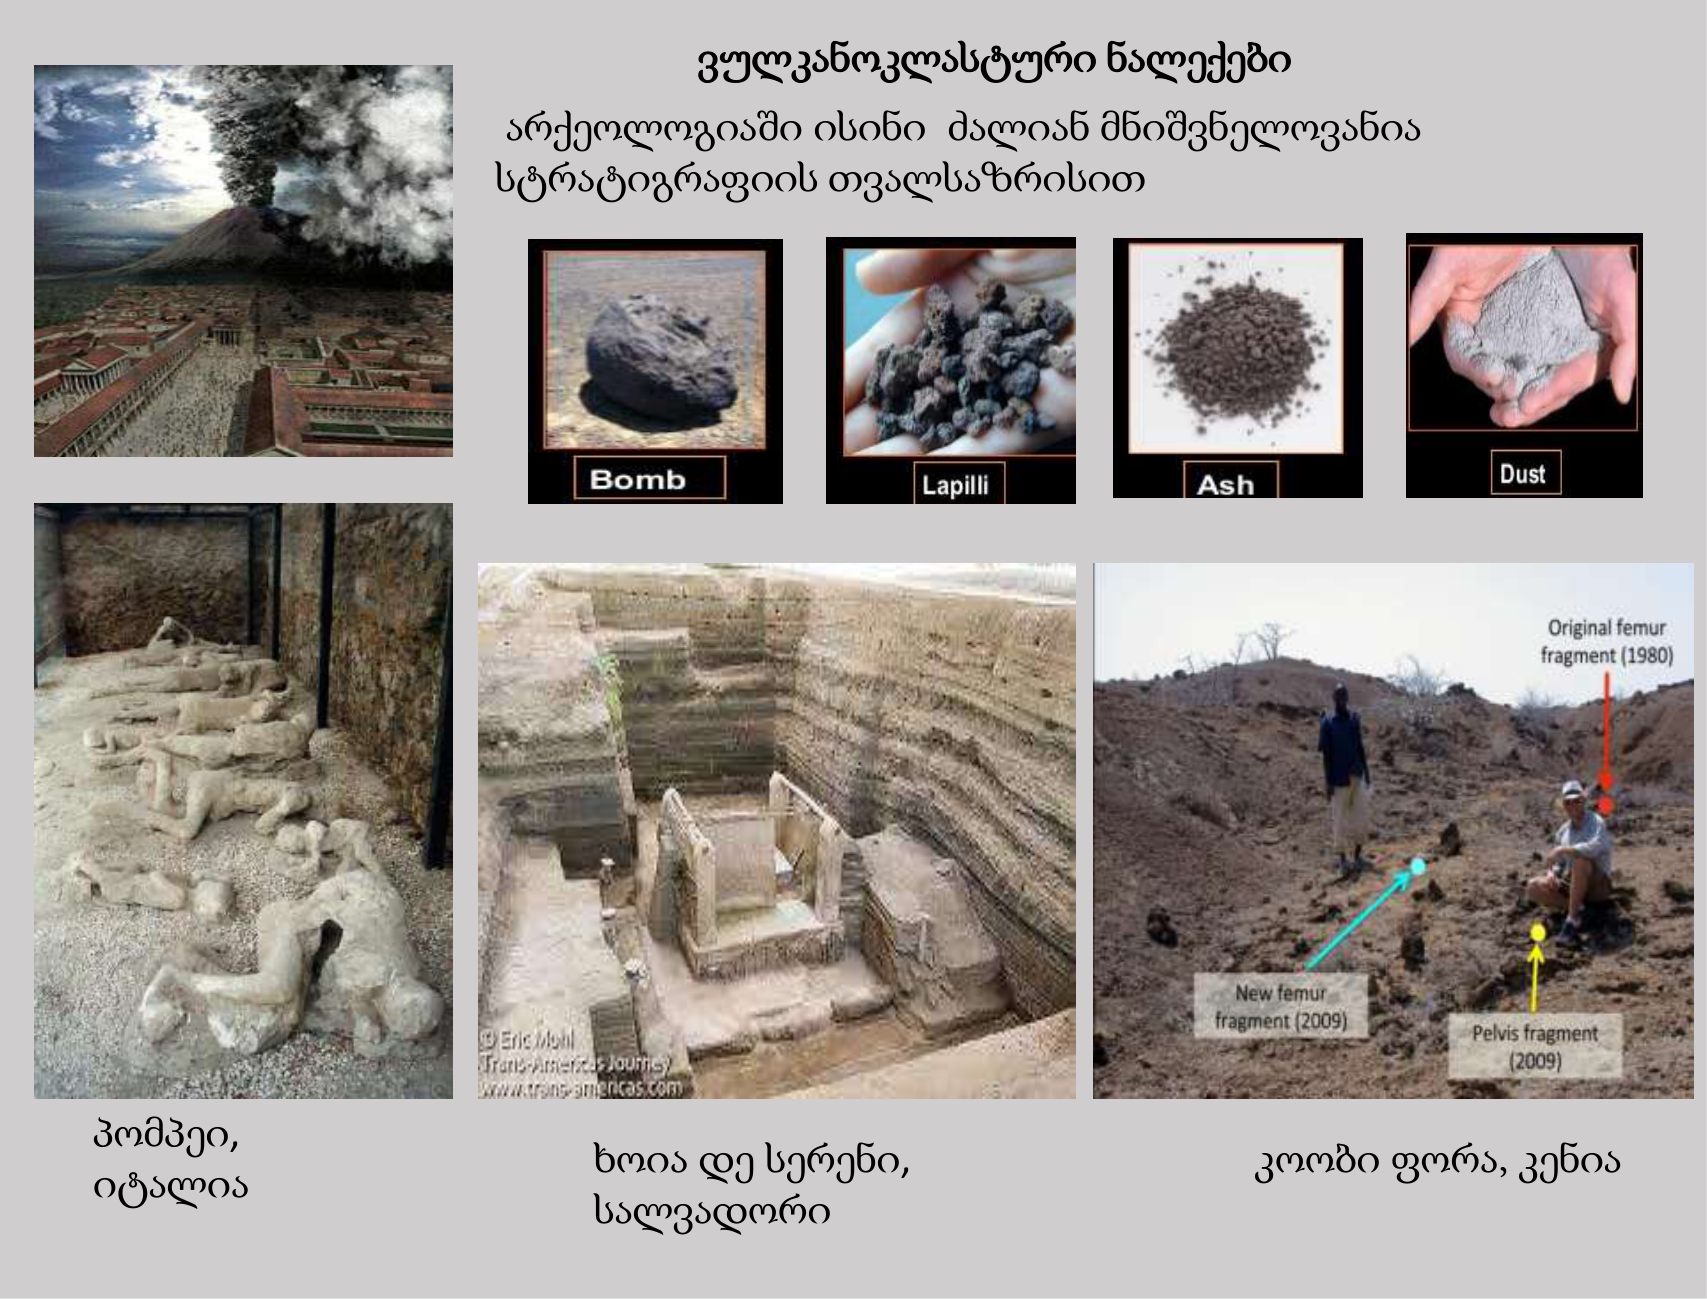 ვულკანოკლასტური ნალექები
არქეოლოგიაში ისინი ძალიან მნიშვნელოვანია
სტრატიგრაფიის თვალსაზრისით
Bomb
Lapilli
Ash
Dust
Original femur
fragment (1980)
New femur
fragment (2009)
Pelvis fragment
(2009)
© Eric Mohl
Trans-Americas Journey
www.trans-americas.com
პომპეი,
იტალია
ხოია დე სერენი,
სალვადორი
კოობი ფორა, კენია